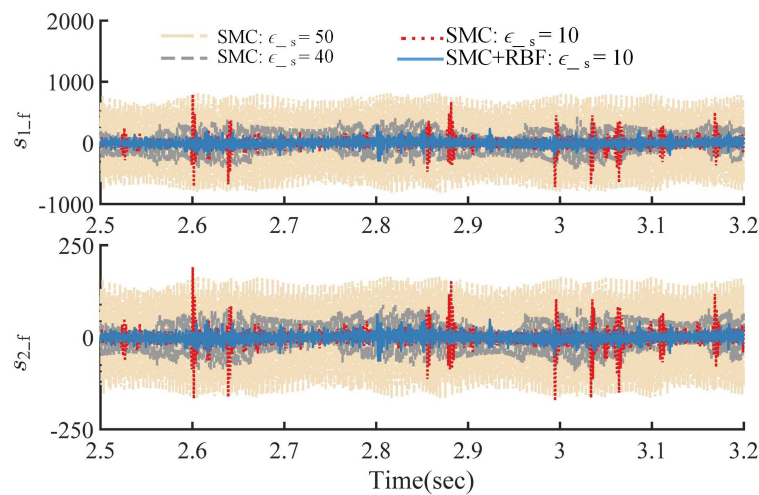 2000
SMC: ϵ_ s = 50
SMC: ϵ_ s = 10
SMC: ϵ_ s = 40
SMC+RBF: ϵ_ s = 10
1000
s1_f
0
-1000
2.5 2.6 2.7 2.8 2.9 3 3.1 3.2
250
s2_f
0
-250
2.5 2.6 2.7 2.8 2.9 3 3.1 3.2
Time(sec)